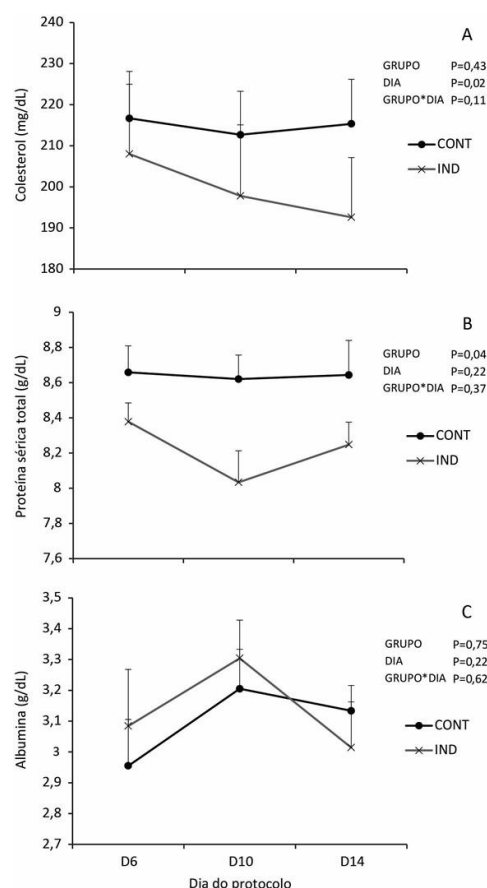 240
230
220
210
200
190
180
Colesterol (mg/dL)
A
GRUPO P=0,43
DIA P=0,02
GRUPO*DIA P=0,11
CONT
IND
9
8,8
8,6
8,4
8,2
8
7,8
7,6
Proteína sérica total (g/dL)
B
GRUPO P=0,04
DIA P=0,22
GRUPO*DIA P=0,37
CONT
IND
3,5
3,4
3,3
3,2
3,1
3
2,9
2,8
2,7
Albumina (g/dL)
C
GRUPO P=0,75
DIA P=0,22
GRUPO*DIA P=0,62
CONT
IND
D6 D10 D14
Dia do protocolo